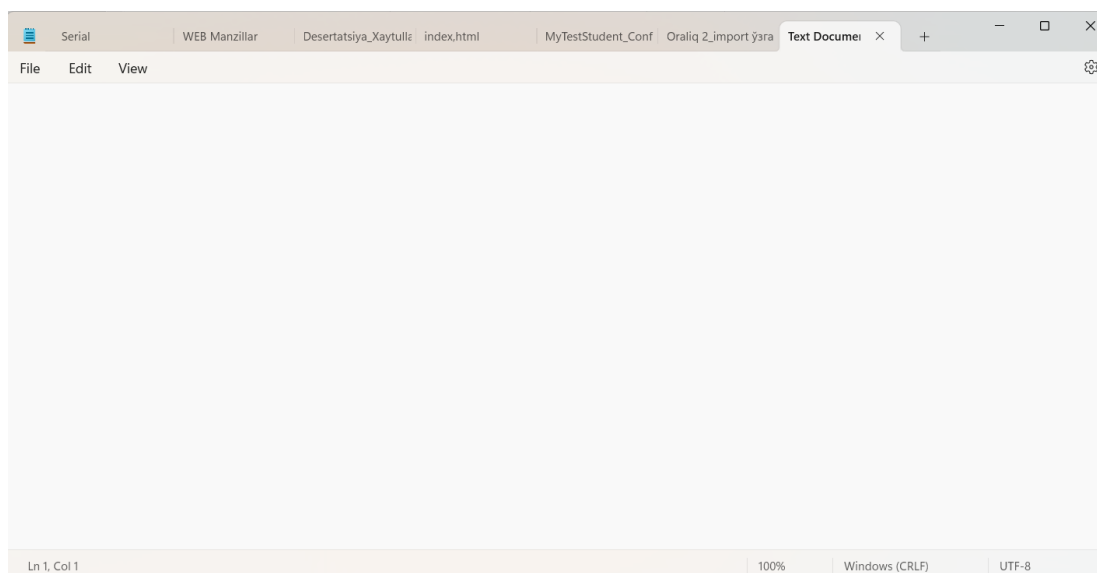 Serial WEB Manzillar Desertatsiya_Xaytulla index,html MyTestStudent_Conf Oraliq 2_import ўзга Text Documer
File Edit View
Ln 1, Col 1 100% Windows (CRLF) UTF-8